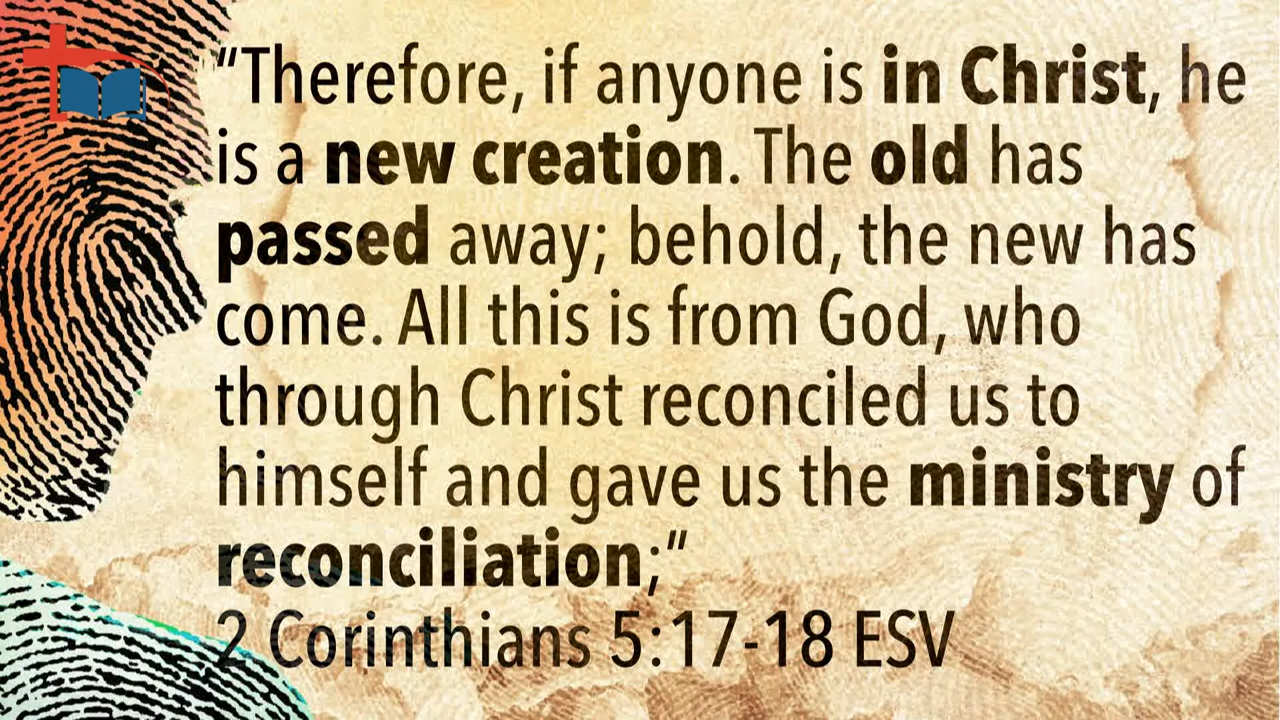 “Therefore, if anyone is in Christ, he
is a new creation. The old has
passed away; behold, the new has
come. All this is from God, who
through Christ reconciled us to
himself and gave us the ministry of
reconciliation;“
2 Corinthians 5:17-18 ESV